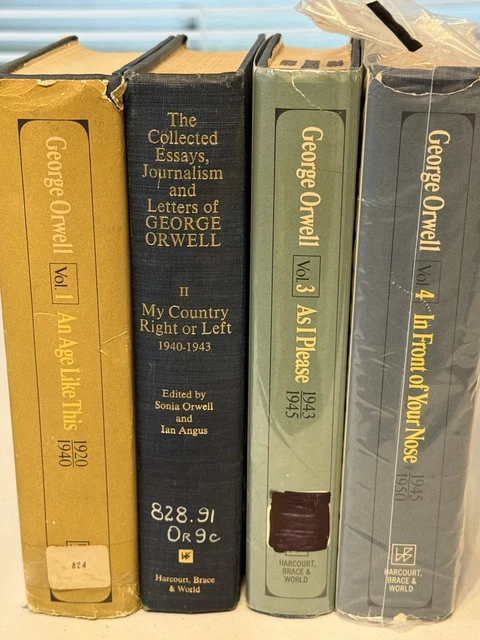 George Orwell Vol. 1 An Age Like This 1920 1940
824
The
Collected
Essays,
Journalism
and
Letters of
GEORGE
ORWELL
II
My Country
Right or Left
1940-1943
Edited by
Sonia Orwell
and
Ian Angus
828.91
Or9c
Harcourt, Brace
& World
George Orwell Vol. 3 As I Please 1943 1945
HARCOURT,
BRACE &
WORLD
George Orwell Vol. 4 In Front of Your Nose 1945 1950
HARCOURT,
BRACE &
WORLD